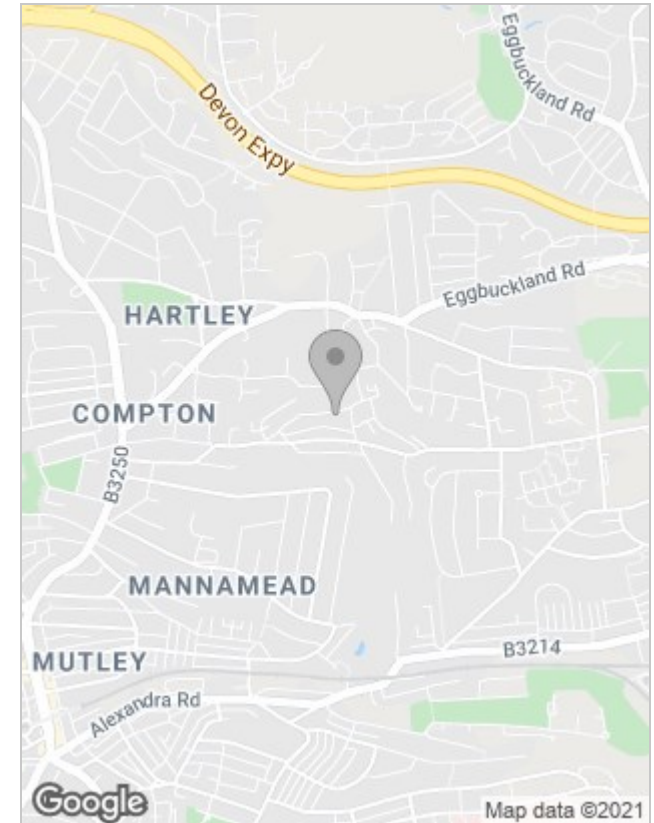 Eggbuckland Rd
Devon Expy
Eggbuckland Rd
HARTLEY
COMPTON
B3250
MANNAMEAD
MUTLEY
B3214
Alexandra Rd
Google
Map data ©2021